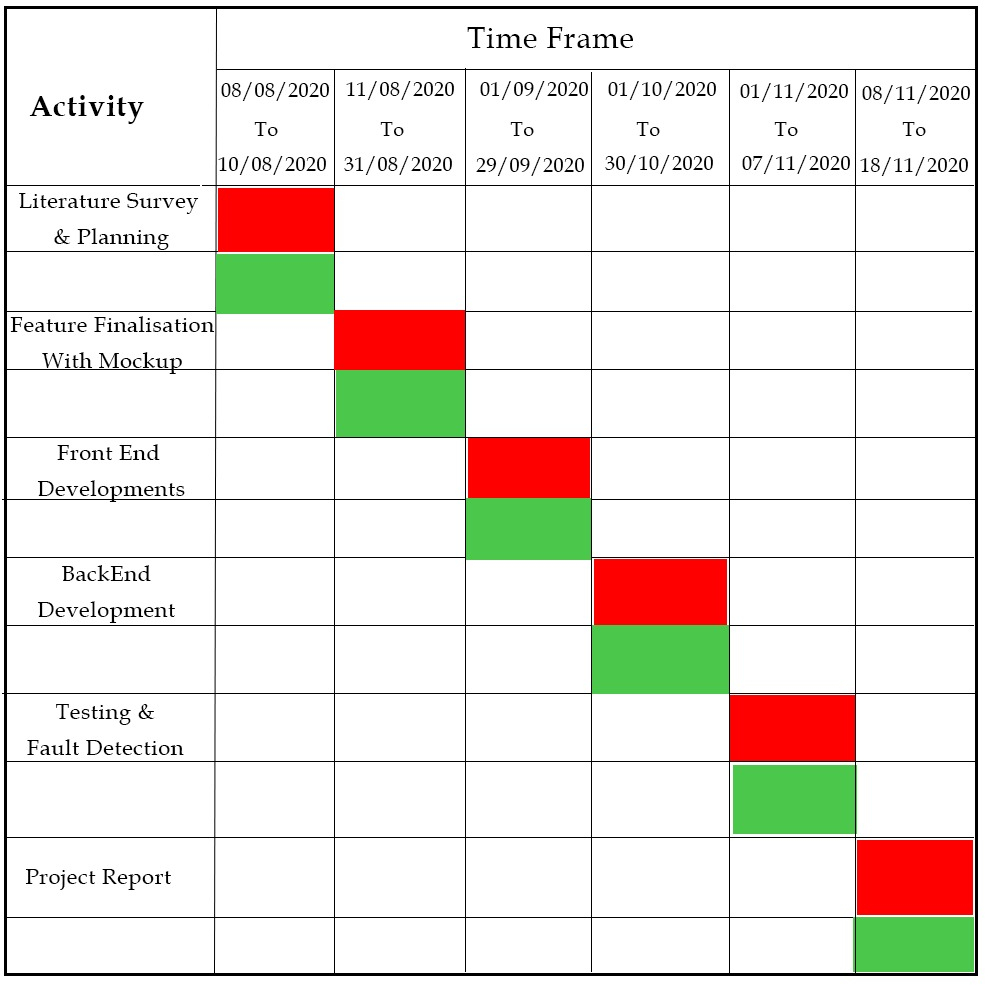 Time Frame
Activity
08/08/2020 11/08/2020 01/09/2020 01/10/2020 01/11/2020 08/11/2020
To To To To To To
10/08/2020 31/08/2020 29/09/2020 30/10/2020 07/11/2020 18/11/2020
Literature Survey
& Planning
Feature Finalisation
With Mockup
Front End
Developments
BackEnd
Development
Testing &
Fault Detection
Project Report